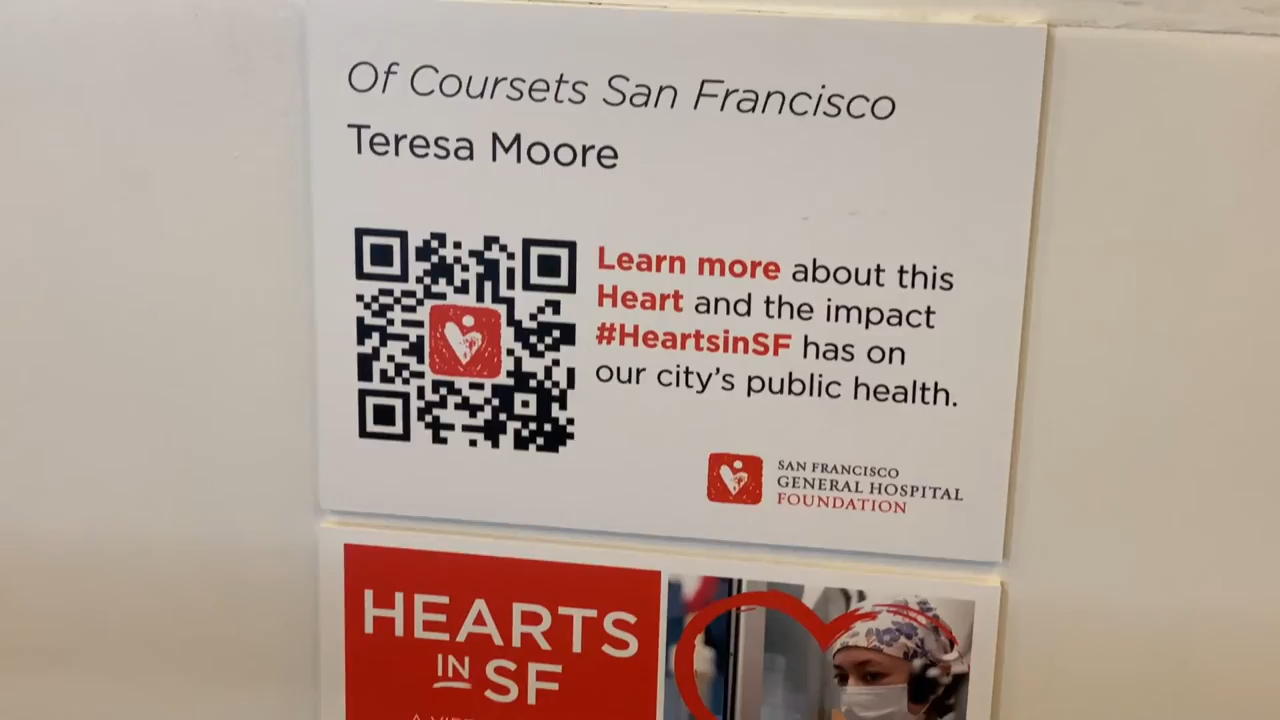 Of Coursets San Francisco
Teresa Moore
Learn more about this
Heart and the impact
#HeartsinSF has on
our city's public health.
SAN FRANCISCO
GENERAL HOSPITAL
FOUNDATION
HEARTS
IN SF